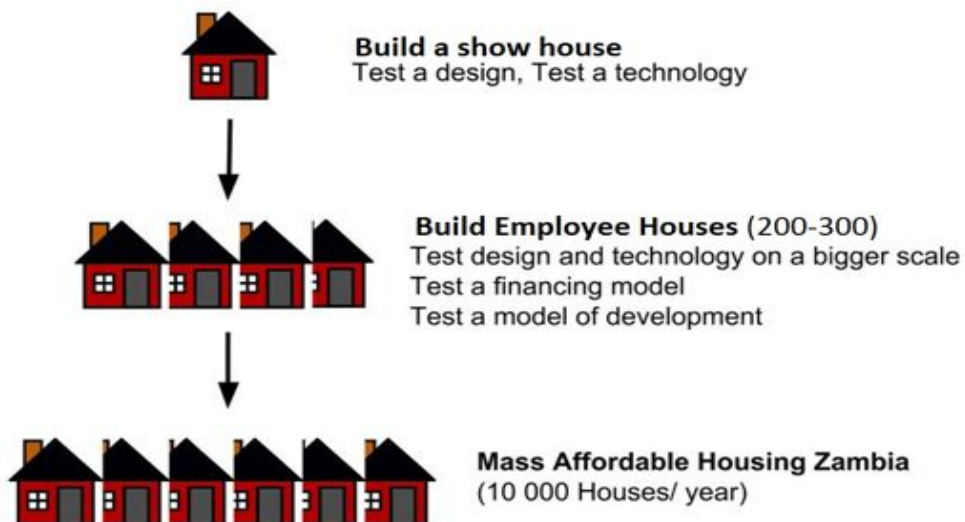 Build a show house
Test a design, Test a technology
Build Employee Houses (200-300)
Test design and technology on a bigger scale
Test a financing model
Test a model of development
Mass Affordable Housing Zambia
(10 000 Houses/ year)